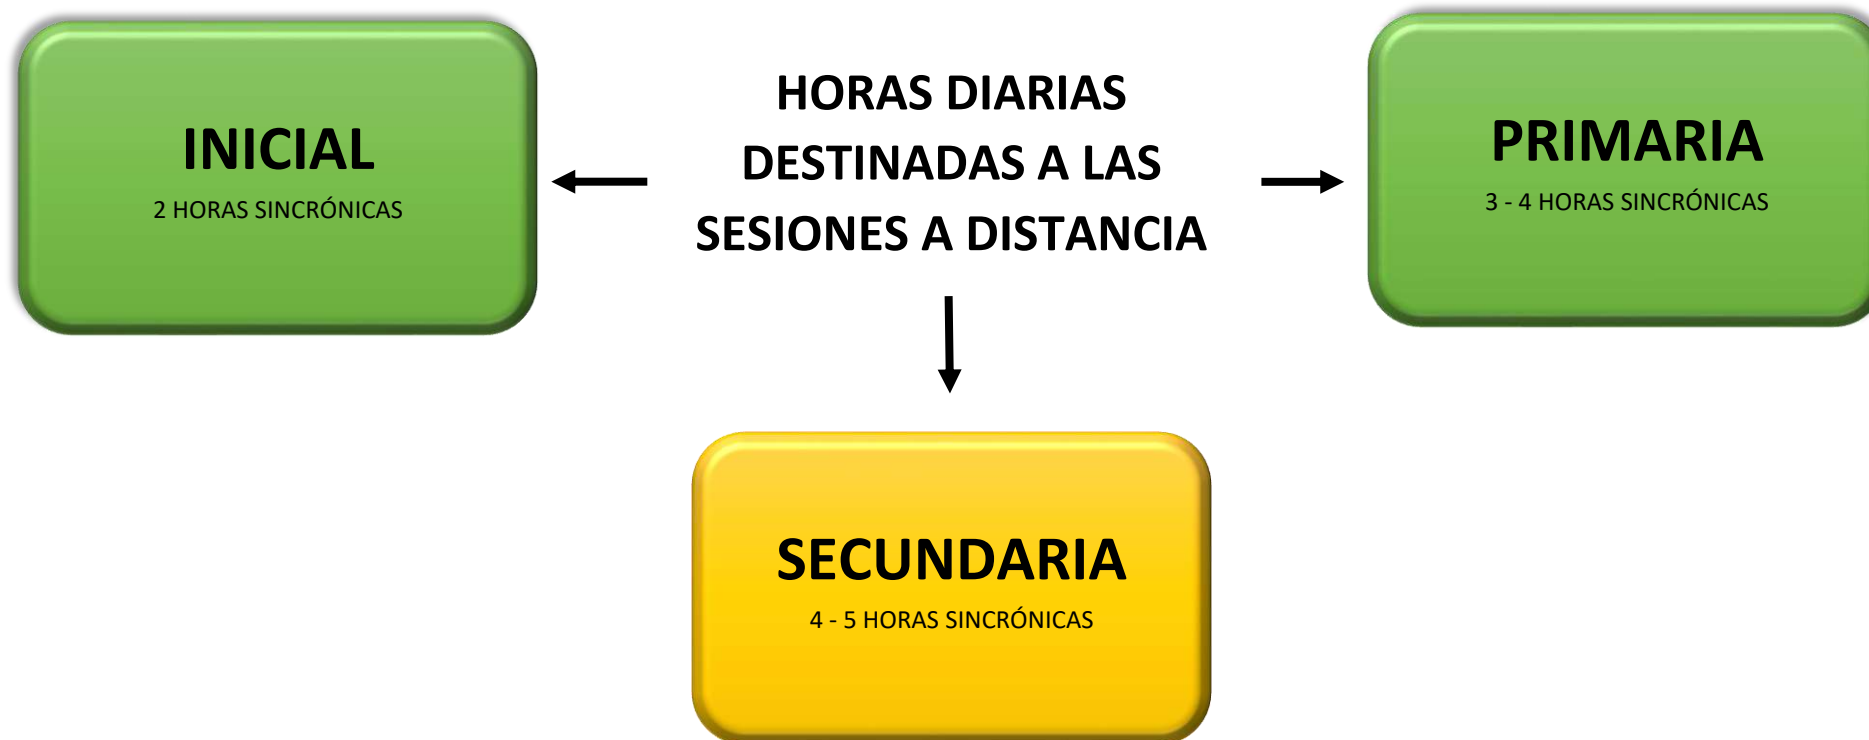 INICIAL
2 HORAS SINCRÓNICAS
HORAS DIARIAS
DESTINADAS A LAS
SESIONES A DISTANCIA
PRIMARIA
3 - 4 HORAS SINCRÓNICAS
SECUNDARIA
4 - 5 HORAS SINCRÓNICAS